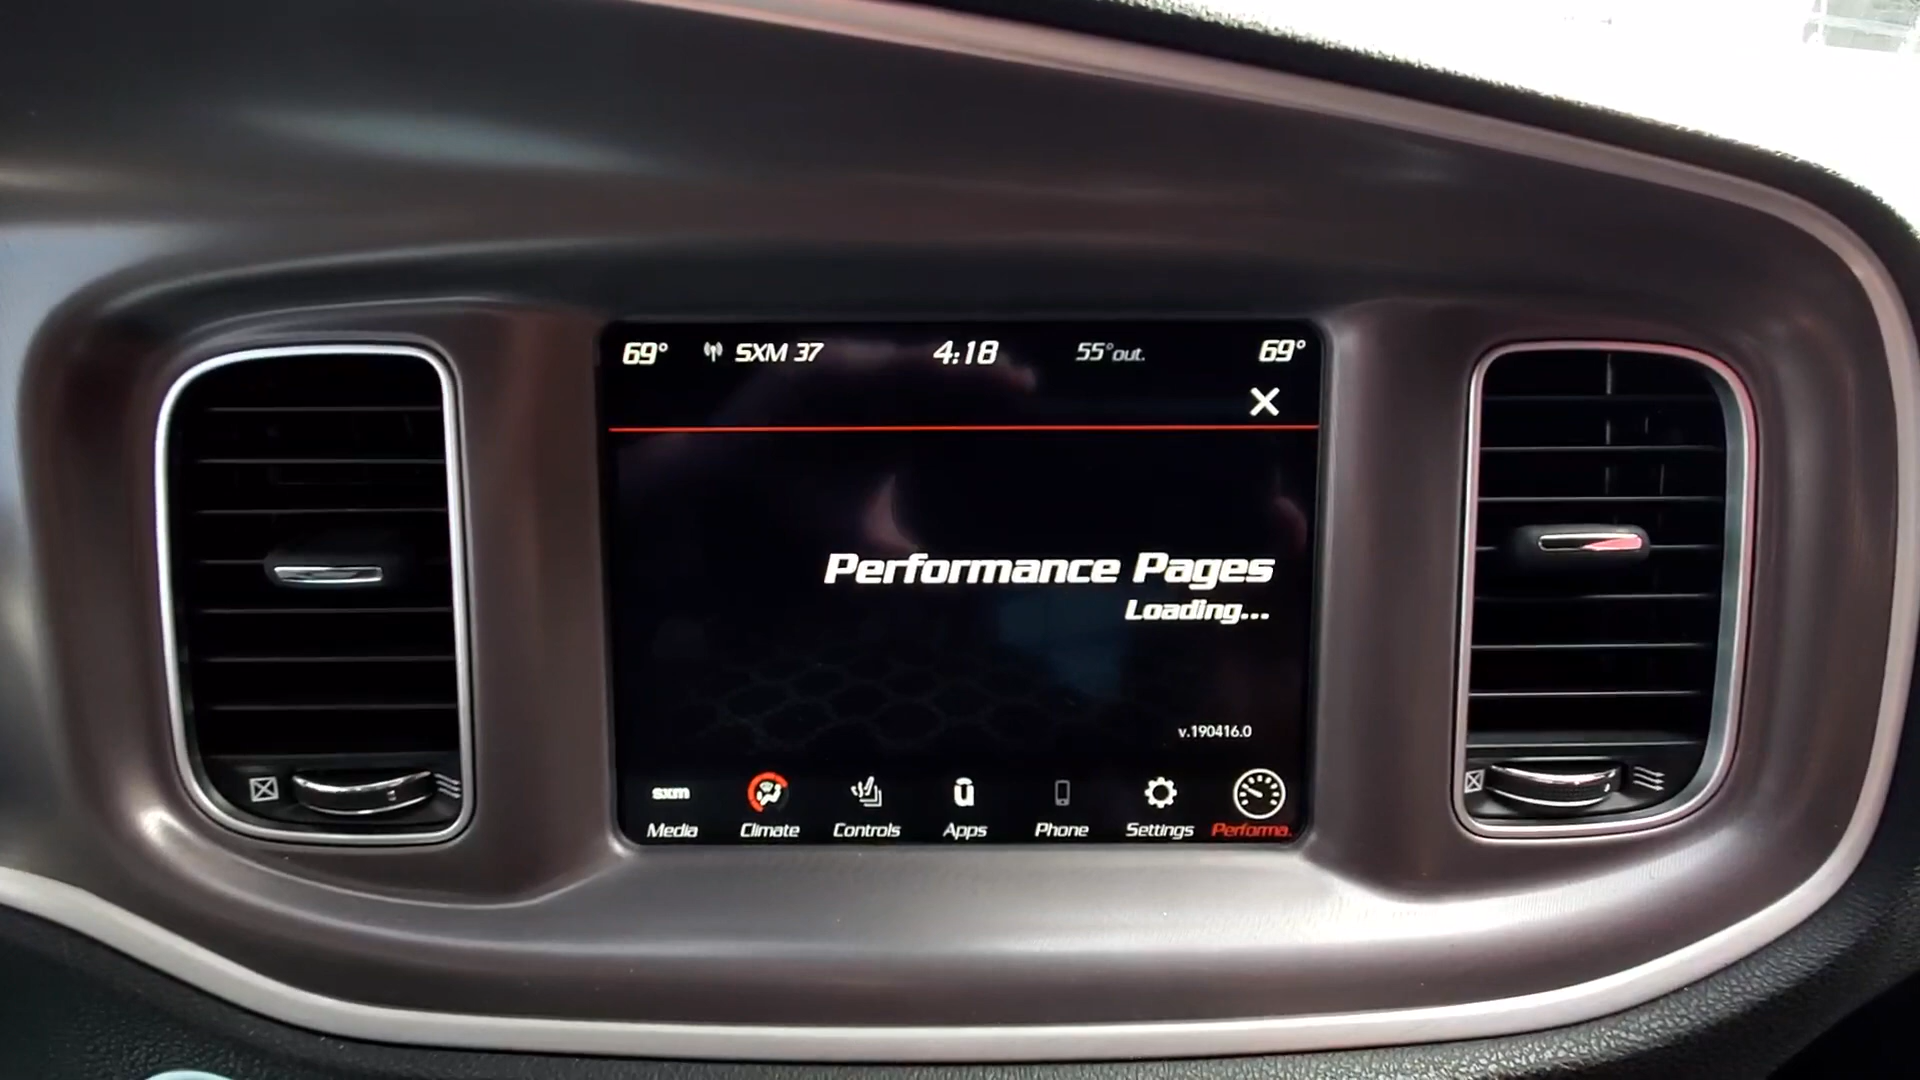 69° SXM 37 4:18 55°out. 69°
Performance Pages
Loading...
v.190416.0
sxm
ū
Media Climate Controls Apps Phone Settings Performa.